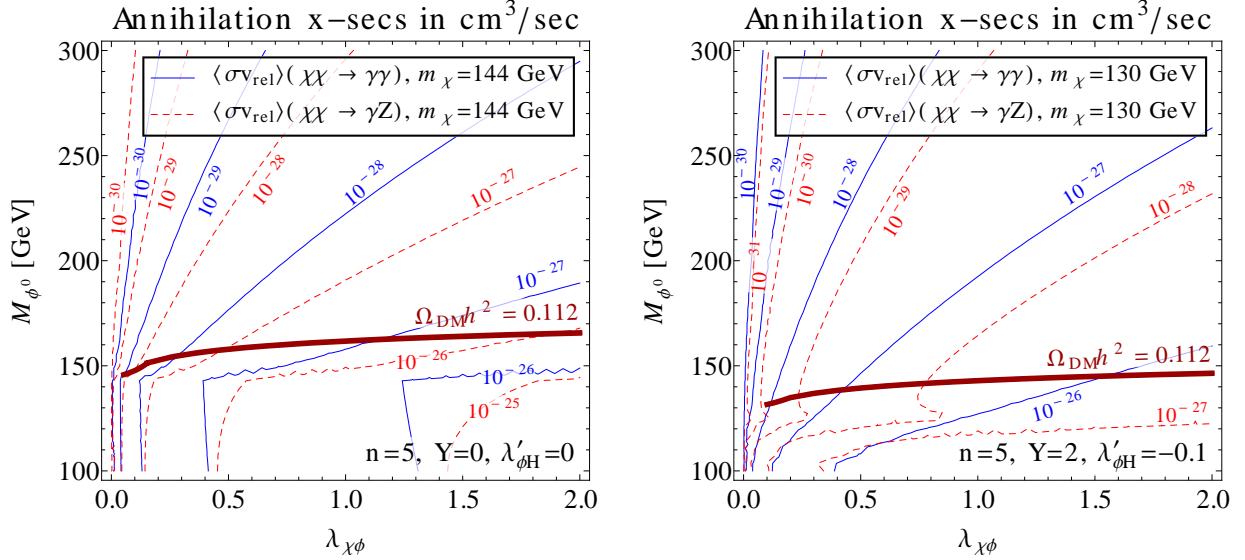 Annihilation x-secs in cm³/sec
⟨σv_rel⟩(χχ → γγ), m_χ=144 GeV
⟨σv_rel⟩(χχ → γZ), m_χ=144 GeV
300
250
200
150
100
M_φ⁰ [GeV]
10⁻³⁰
10⁻³⁰
10⁻²⁹
10⁻²⁹
10⁻²⁸
10⁻²⁸
10⁻²⁷
10⁻²⁷
Ω_DM h² = 0.112
10⁻²⁶
10⁻²⁶
10⁻²⁵
n=5, Y=0, λ′_φH=0
0.0 0.5 1.0 1.5 2.0
λ_χφ
Annihilation x-secs in cm³/sec
⟨σv_rel⟩(χχ → γγ), m_χ=130 GeV
⟨σv_rel⟩(χχ → γZ), m_χ=130 GeV
300
250
200
150
100
M_φ⁰ [GeV]
10⁻³¹
10⁻³⁰
10⁻²⁹
10⁻³⁰
10⁻²⁸
10⁻²⁹
10⁻²⁷
10⁻²⁸
Ω_DM h² = 0.112
10⁻²⁶
10⁻²⁷
n=5, Y=2, λ′_φH=−0.1
0.0 0.5 1.0 1.5 2.0
λ_χφ